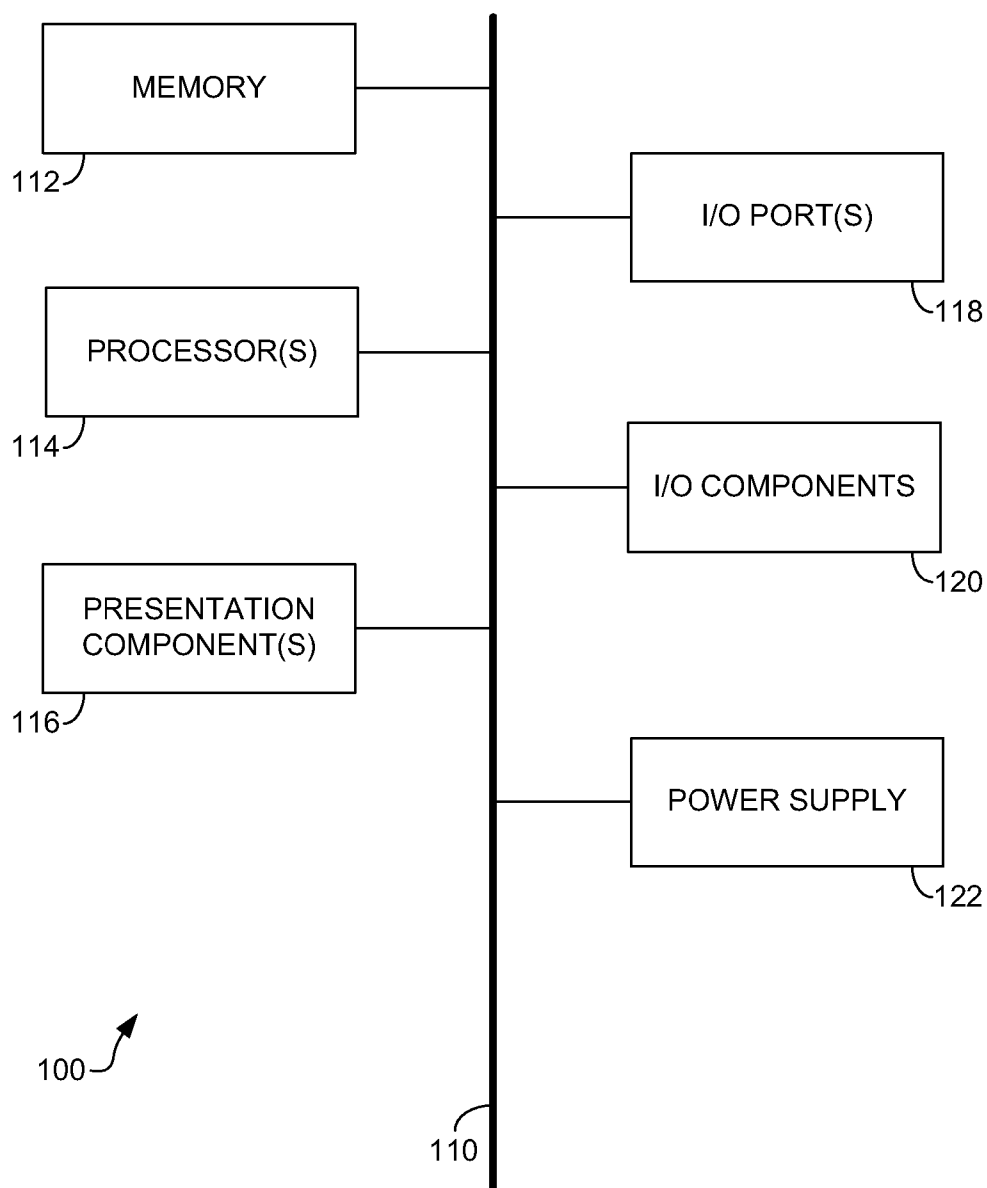 MEMORY
112
I/O PORT(S)
118
PROCESSOR(S)
114
I/O COMPONENTS
120
PRESENTATION
COMPONENT(S)
116
POWER SUPPLY
122
100
110